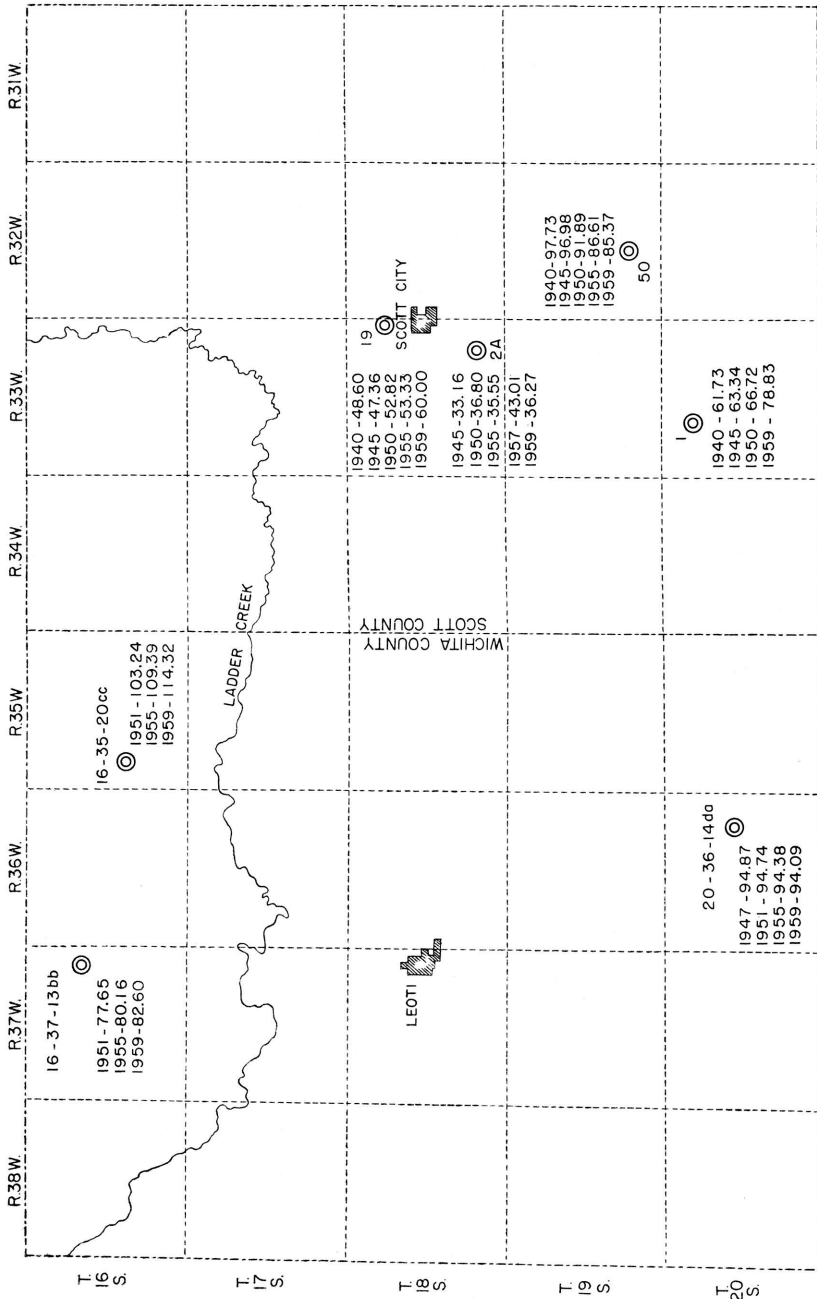 R.38W.
R.37W.
R.36W.
R.35W
R.34W.
R.33W.
R.32W.
R.31W.
T. 16 S.
T. 17 S.
T. 18 S.
T. 19 S.
T. 20 S.
16-37-13bb
1951-77.65
1955-80.16
1959-82.60
16-35-20cc
1951-103.24
1955-109.39
1959-114.32
LADDER CREEK
WICHITA COUNTY
SCOTT COUNTY
LEOTI
1940-48.60
1945-47.36
1950-52.82
1955-53.33
1959-60.00
19
SCOTT CITY
1945-33.16
1950-36.80
1955-35.55
1957-43.01
1959-36.27
2A
1940-97.73
1945-96.98
1950-91.89
1955-86.61
1959-85.37
50
20-36-14da
1947-94.87
1951-94.74
1955-94.38
1959-94.09
1
1940-61.73
1945-63.34
1950-66.72
1959-78.83